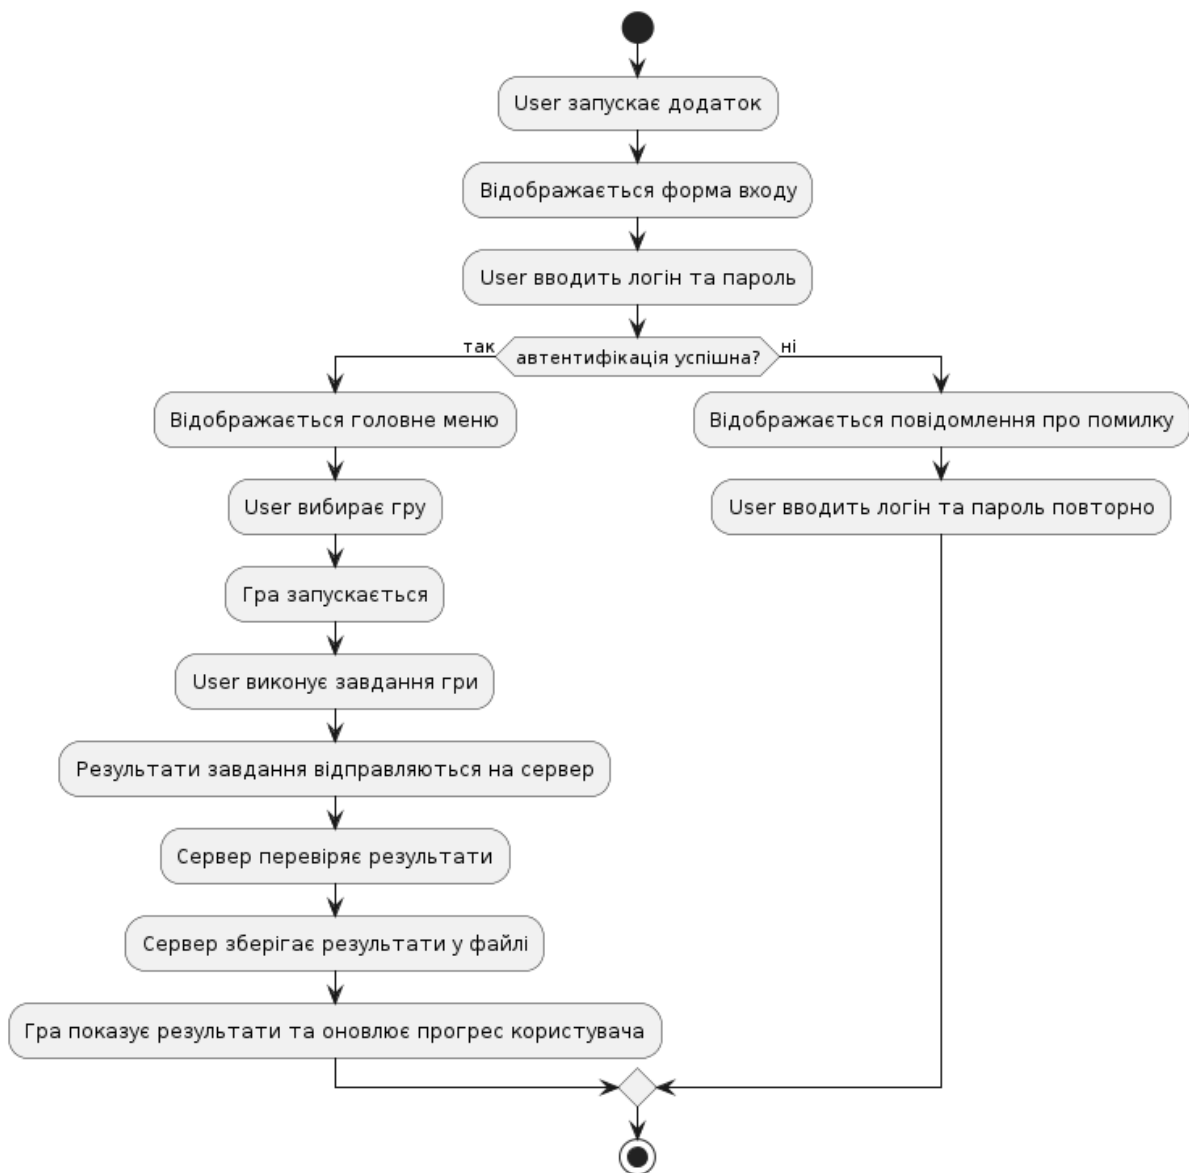 User запускає додаток
Відображається форма входу
User вводить логін та пароль
так
автентифікація успішна?
ні
Відображається головне меню
Відображається повідомлення про помилку
User вибирає гру
User вводить логін та пароль повторно
Гра запускається
User виконує завдання гри
Результати завдання відправляються на сервер
Сервер перевіряє результати
Сервер зберігає результати у файлі
Гра показує результати та оновлює прогрес користувача